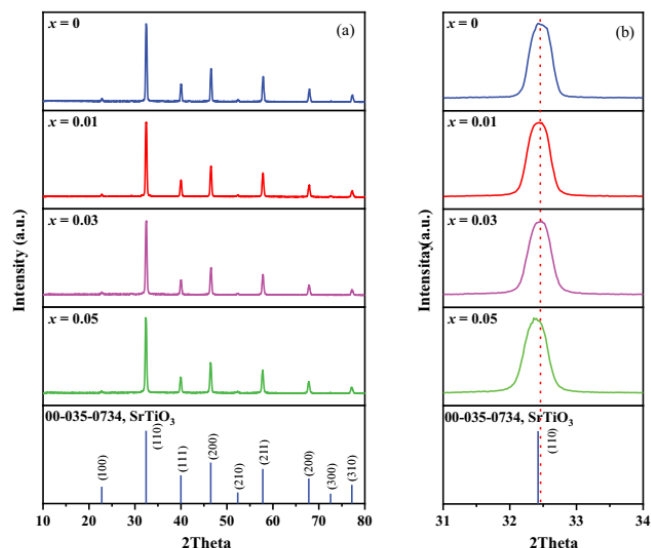 x = 0
(a)
x = 0.01
x = 0.03
x = 0.05
00-035-0734, SrTiO₃
(100)
(110)
(111)
(200)
(210)
(211)
(200)
(300)
(310)
10 20 30 40 50 60 70 80
2Theta
Intensity (a.u.)
x = 0
(b)
x = 0.01
x = 0.03
x = 0.05
00-035-0734, SrTiO₃
(110)
31 32 33 34
2Theta